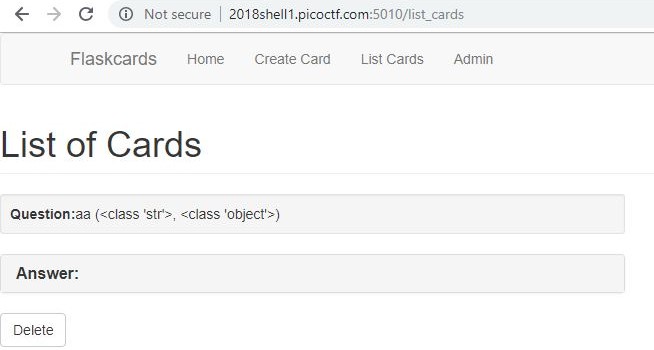 Not secure | 2018shell1.picoctf.com:5010/list_cards
Flaskcards Home Create Card List Cards Admin
List of Cards
Question:aa (<class 'str'>, <class 'object'>)
Answer:
Delete